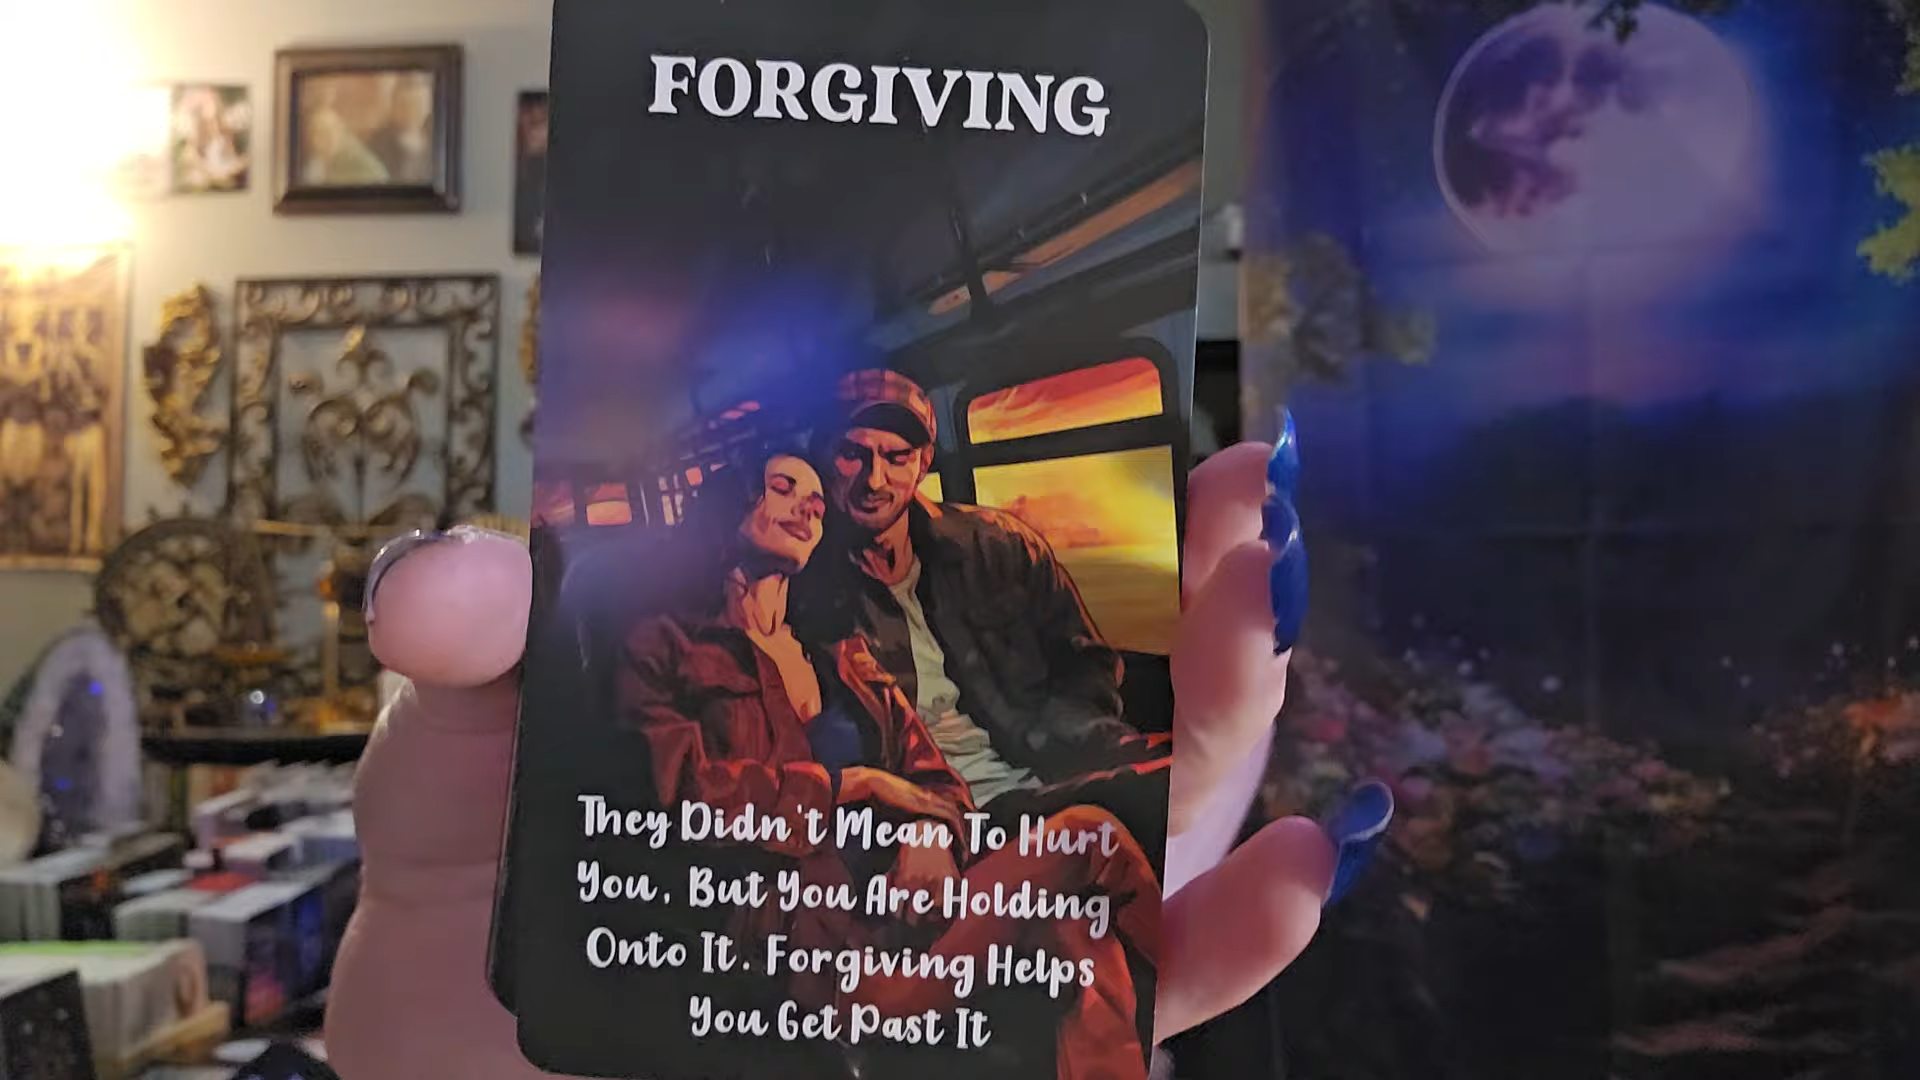 FORGIVING
They Didn't Mean To Hurt
You, But You Are Holding
Onto It. Forgiving Helps
You Get Past It